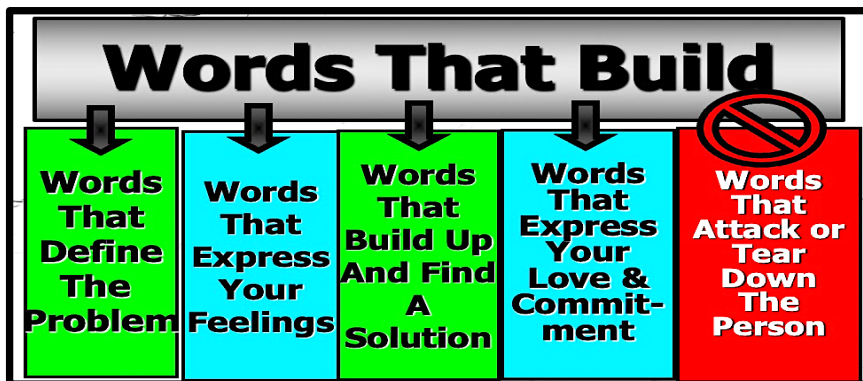 Words That Build
Words
That
Define
The
Problem
Words
That
Express
Your
Feelings
Words
That
Build Up
And Find
A
Solution
Words
That
Express
Your
Love &
Commit-
ment
Words
That
Attack or
Tear
Down
The
Person